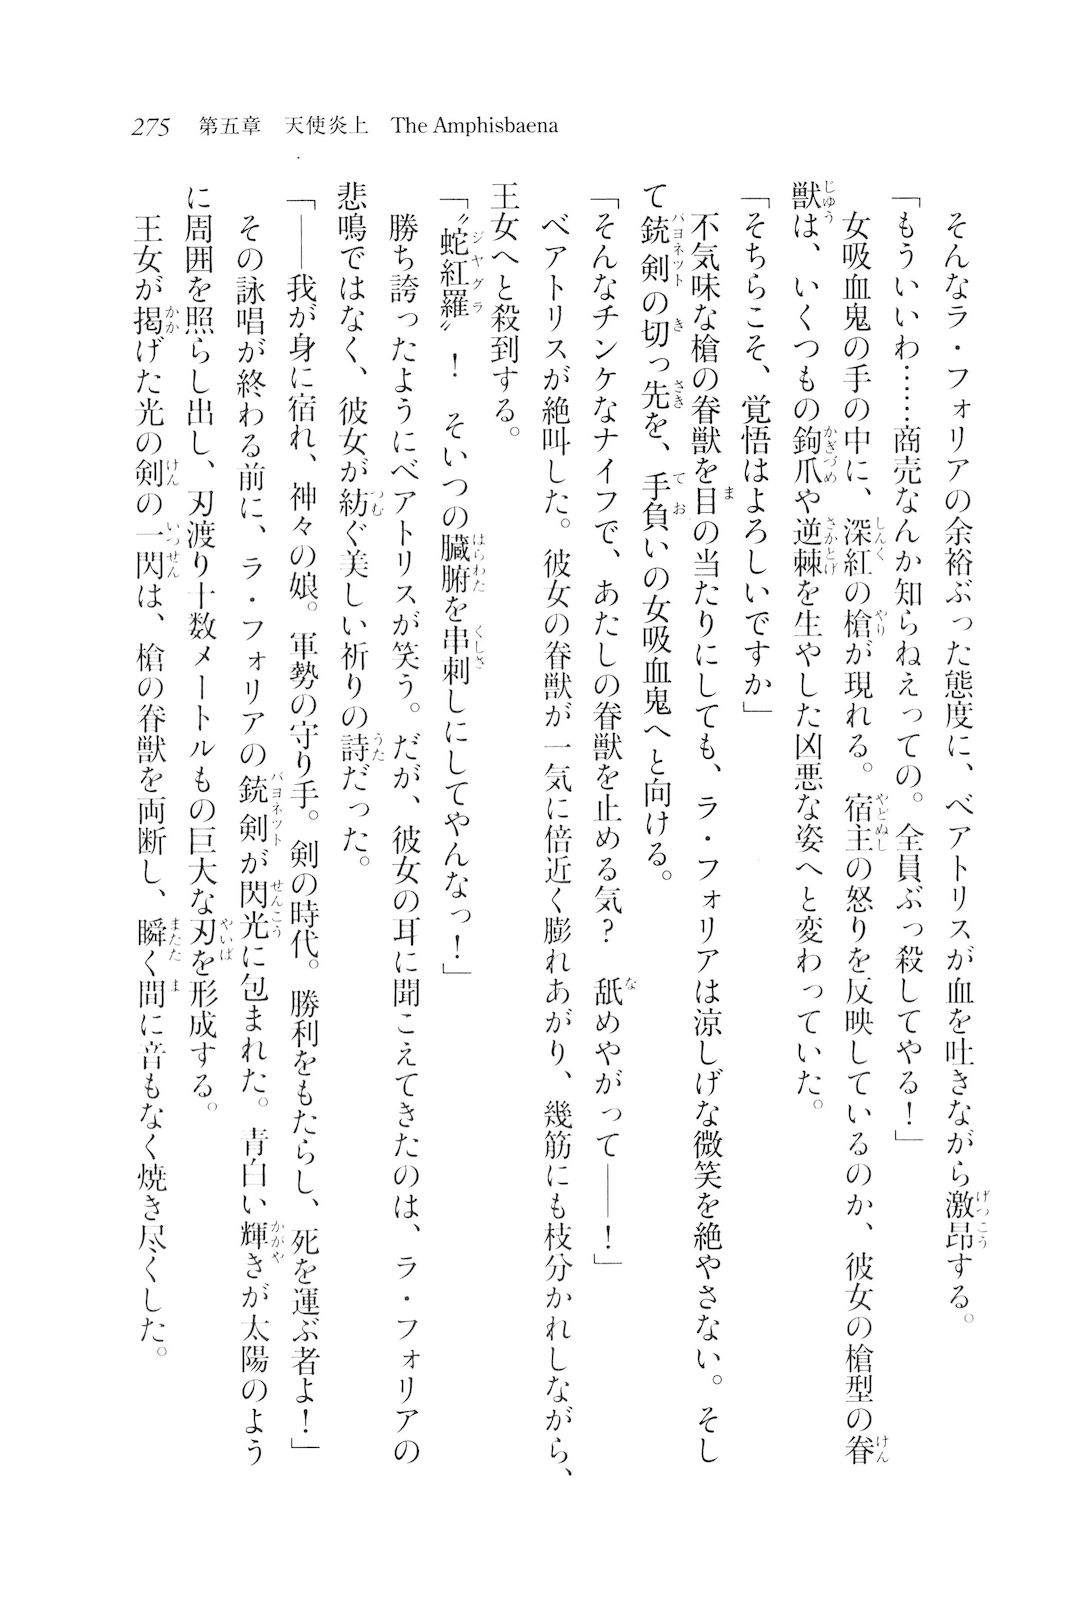 275　第五章　天使炎上　The Amphisbaena
　そんなラ・フォリアの余裕ぶった態度に、ベアトリスが血を吐きながら激昂する。
「もういいわ……商売なんか知らねえっての。全員ぶっ殺してやる！」
　女吸血鬼の手の中に、深紅の槍が現れる。宿主の怒りを反映しているのか、彼女の槍型の眷
獣は、いくつもの鉤爪や逆棘を生やした凶悪な姿へと変わっていた。
「そちらこそ、覚悟はよろしいですか」
　不気味な槍の眷獣を目の当たりにしても、ラ・フォリアは涼しげな微笑を絶やさない。そし
て銃剣の切っ先を、手負いの女吸血鬼へと向ける。
「そんなチンケなナイフで、あたしの眷獣を止める気？　舐めやがって――！」
　ベアトリスが絶叫した。彼女の眷獣が一気に倍近く膨れあがり、幾筋にも枝分かれしながら、
王女へと殺到する。
「〝蛇紅羅〟！　そいつの臓腑を串刺しにしてやんなっ！」
　勝ち誇ったようにベアトリスが笑う。だが、彼女の耳に聞こえてきたのは、ラ・フォリアの
悲鳴ではなく、彼女が紡ぐ美しい祈りの詩だった。
「――我が身に宿れ、神々の娘。軍勢の守り手。剣の時代。勝利をもたらし、死を運ぶ者よ！」
　その詠唱が終わる前に、ラ・フォリアの銃剣が閃光に包まれた。青白い輝きが太陽のよう
に周囲を照らし出し、刃渡り十数メートルもの巨大な刃を形成する。
　王女が掲げた光の剣の一閃は、槍の眷獣を両断し、瞬く間に音もなく焼き尽くした。